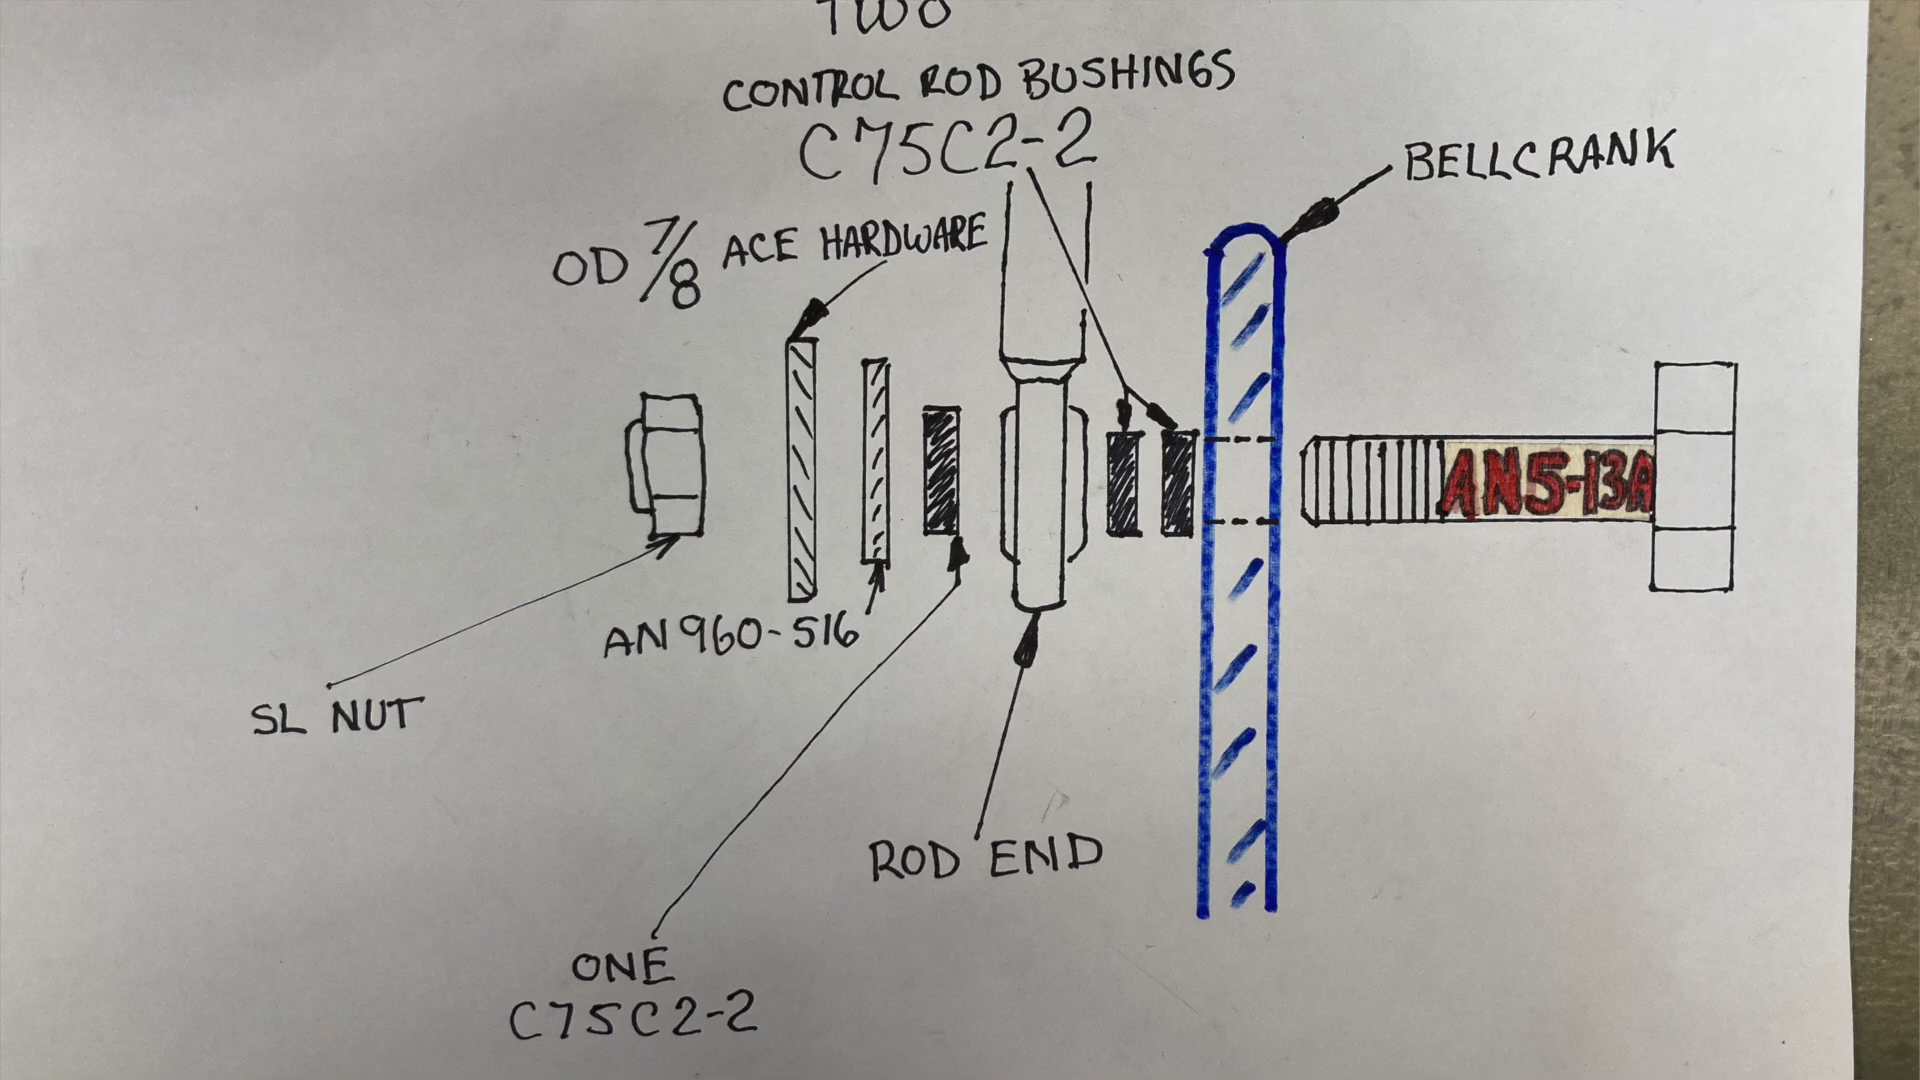 TWO
CONTROL ROD BUSHINGS
C75C2-2
BELLCRANK
OD 7/8 ACE HARDWARE
AN5-13A
AN960-516
SL NUT
ROD END
ONE
C75C2-2